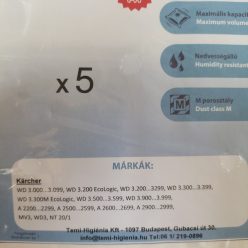 Maximális kapacitás
Maximum volume
x 5
Nedvességálló
Humidity resistant
M
M porosztály
Dust class M
MÁRKÁK:
Kärcher
WD 3.000...3.099, WD 3.200 EcoLogic, WD 3.200...3.299, WD 3.300...3.399,
WD 3.300M EcoLogic, WD 3.500...3.599, WD 3.900...3.999,
A 2200...2299, A 2500...2599, A 2600...2699, A 2900...2999,
MV3, WD3, NT 20/1
Temi-Higiénia Kft - 1097 Budapest, Gubacsi út 30.
info@temi-higienia.hu Tel:06 1/ 219-0896